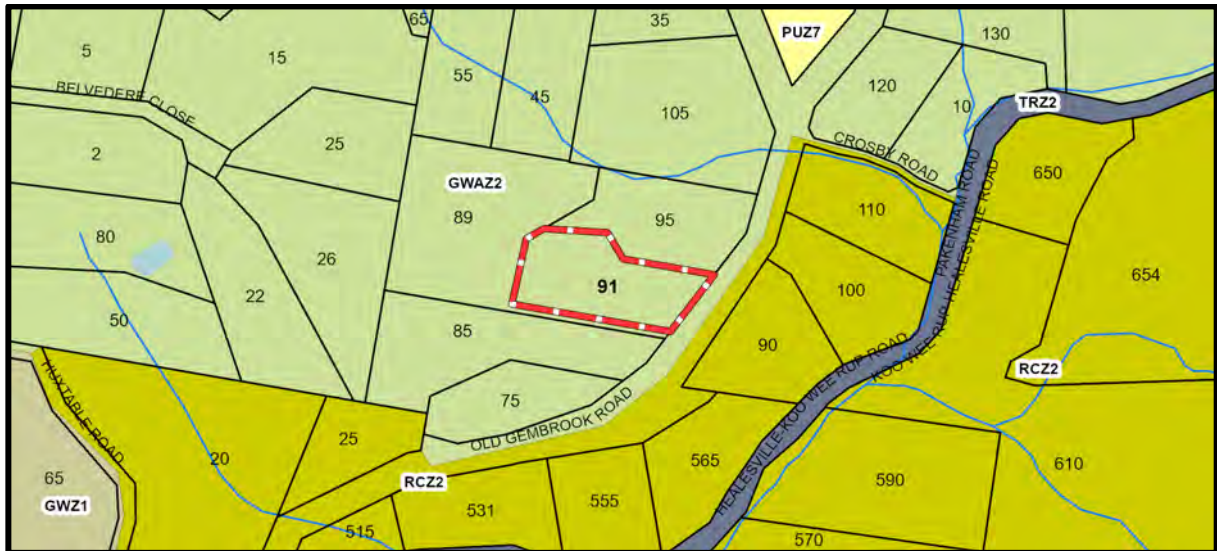 65
35
130
PUZ7
5
15
55
45
105
120
10
TRZ2
BELVEDERE CLOSE
25
CROSBY ROAD
2
GWAZ2
650
89
95
110
PAKENHAM ROAD
80
26
91
100
654
22
50
85
90
HEALESVILLE-KOO WEE RUP ROAD
KOO WEE RUP HEALESVILLE ROAD
RCZ2
HUXTABLE ROAD
75
OLD GEMBROOK ROAD
25
20
65
GWZ1
RCZ2
565
590
610
531
555
515
570